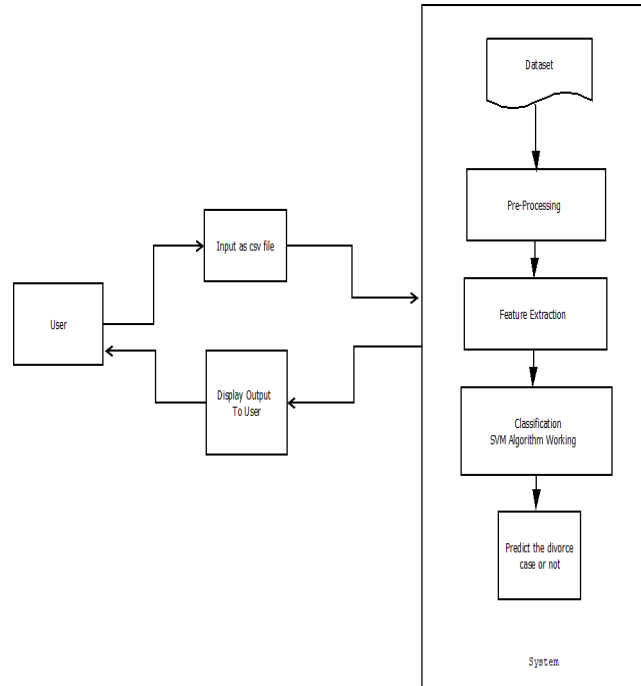 Dataset
Pre-Processing
Input as csv file
User
Feature Extraction
Display Output
To User
Classification
SVM Algorithm Working
Predict the divorce
case or not
System